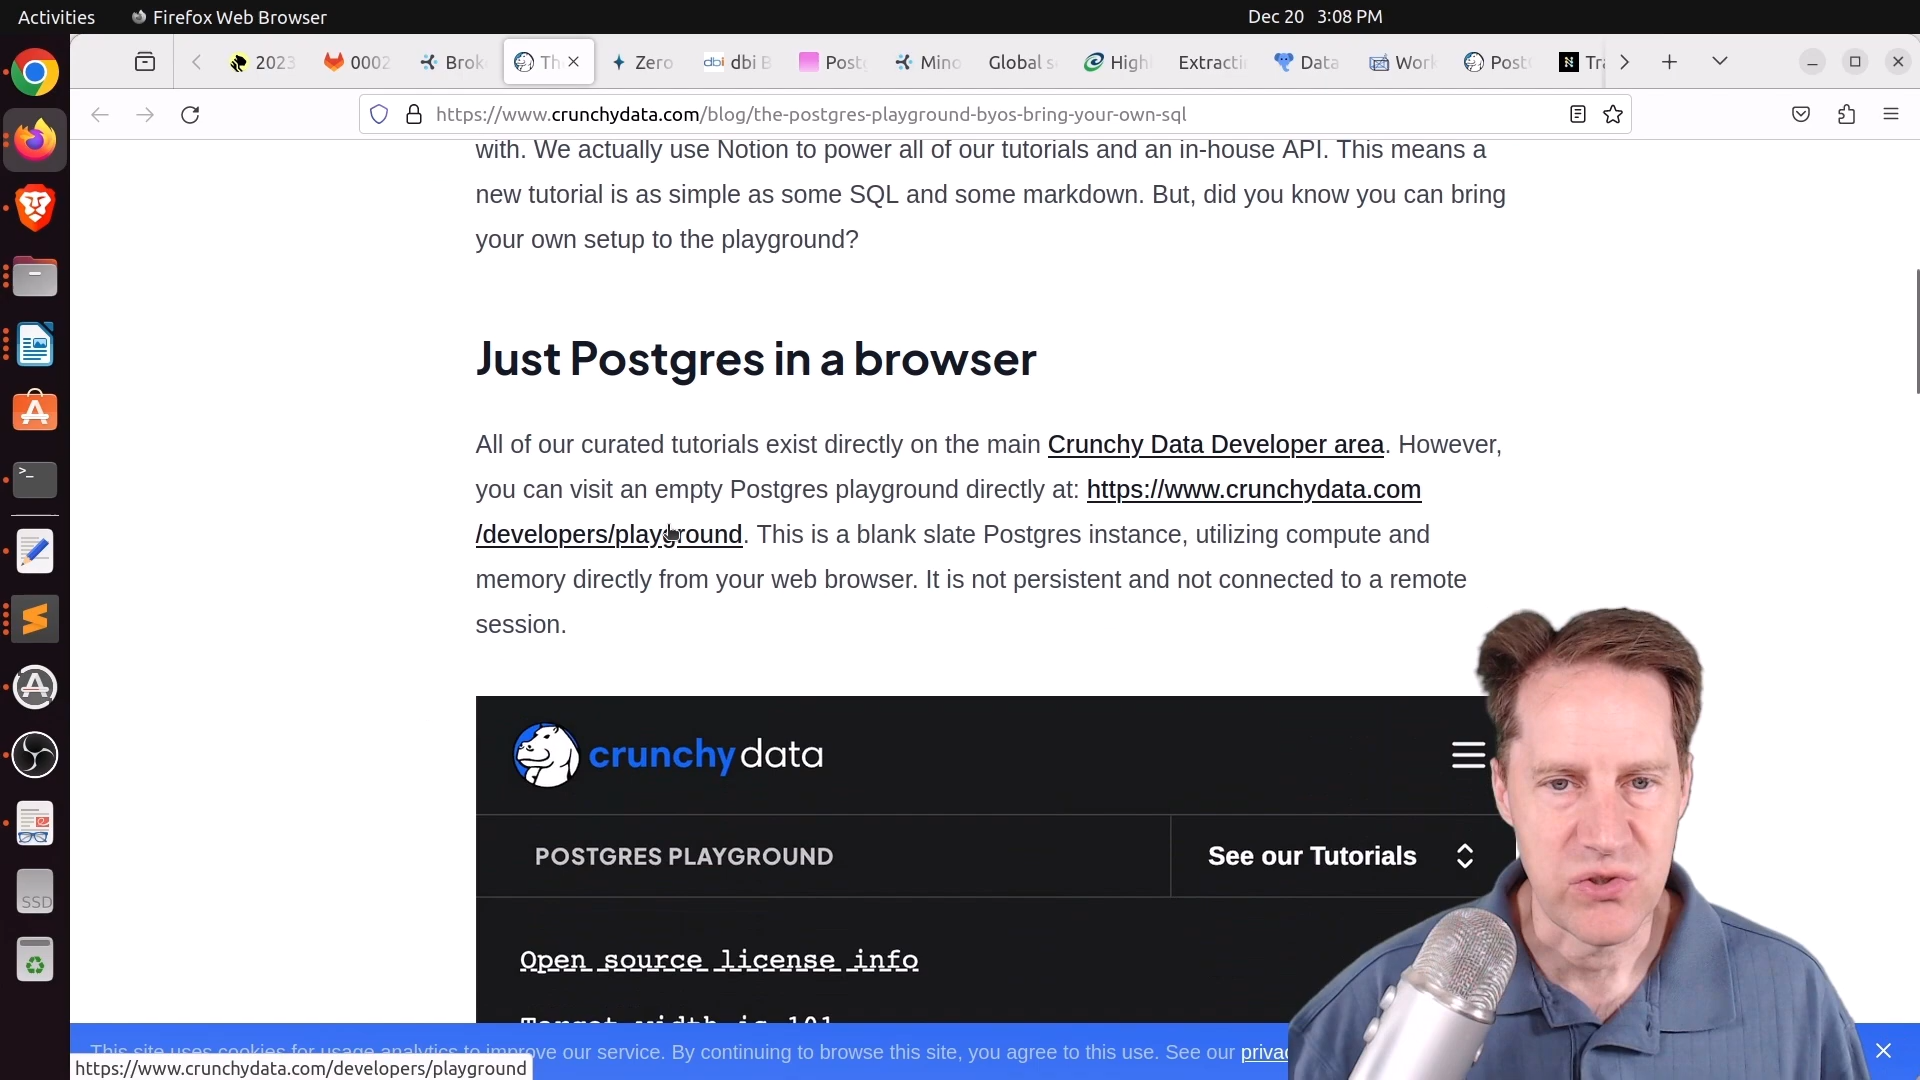 Activities
Firefox Web Browser
Dec 20 3:08 PM
2023
0002
Brok
Th
Zero
dbi
dbi B
Postg
Mino
Global s
High
Extracti
Data
Work
Post
N
Tra
https://www.crunchydata.com/blog/the-postgres-playground-byos-bring-your-own-sql
with. We actually use Notion to power all of our tutorials and an in-house API. This means a
new tutorial is as simple as some SQL and some markdown. But, did you know you can bring
your own setup to the playground?
Just Postgres in a browser
All of our curated tutorials exist directly on the main Crunchy Data Developer area. However,
you can visit an empty Postgres playground directly at: https://www.crunchydata.com
/developers/playground. This is a blank slate Postgres instance, utilizing compute and
memory directly from your web browser. It is not persistent and not connected to a remote
session.
crunchydata
POSTGRES PLAYGROUND
See our Tutorials
Open source license info
Target width is 101
This site uses cookies for usage analytics to improve our service. By continuing to browse this site, you agree to this use. See our privac
https://www.crunchydata.com/developers/playground
SSD